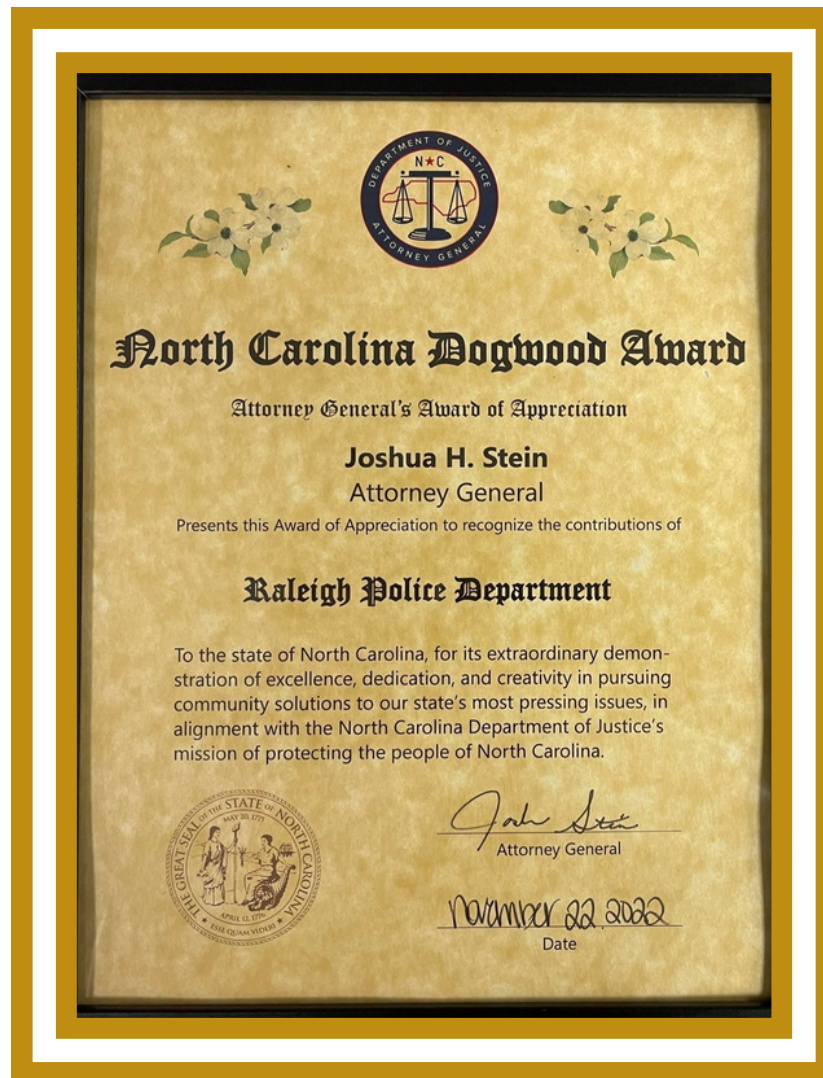 DEPARTMENT OF JUSTICE
N★C
ATTORNEY GENERAL
North Carolina Dogwood Award
Attorney General's Award of Appreciation
Joshua H. Stein
Attorney General
Presents this Award of Appreciation to recognize the contributions of
Raleigh Police Department
To the state of North Carolina, for its extraordinary demon-
stration of excellence, dedication, and creativity in pursuing
community solutions to our state's most pressing issues, in
alignment with the North Carolina Department of Justice's
mission of protecting the people of North Carolina.
THE GREAT SEAL OF THE STATE OF NORTH CAROLINA
MAY 20, 1775
APRIL 12, 1776
ESSE QUAM VIDERI
Josh Stein
Attorney General
November 22, 2022
Date